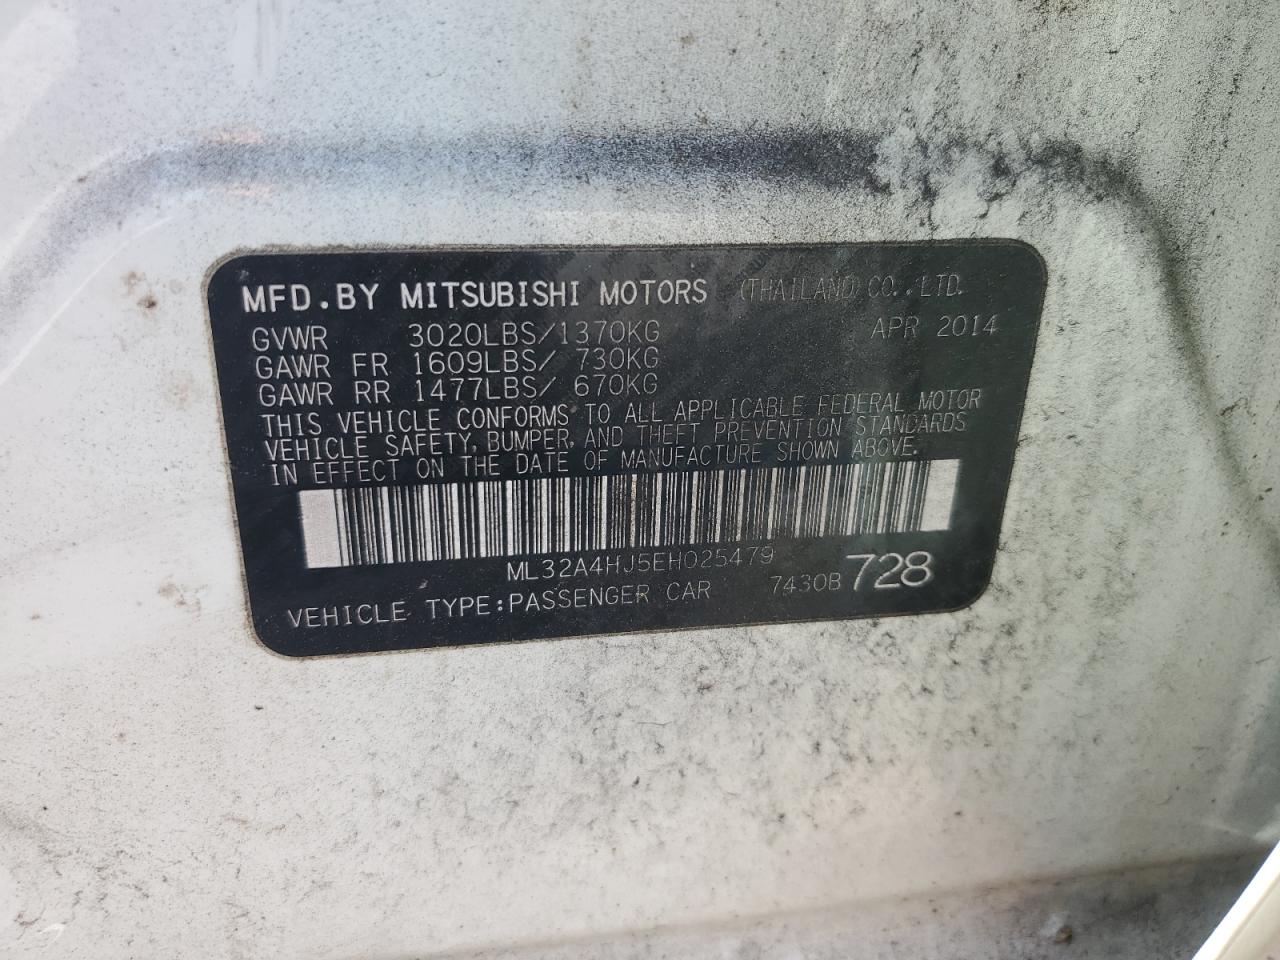 MFD.BY MITSUBISHI MOTORS (THAILAND) CO.,LTD.
GVWR 3020LBS/1370KG APR 2014
GAWR FR 1609LBS/ 730KG
GAWR RR 1477LBS/ 670KG
THIS VEHICLE CONFORMS TO ALL APPLICABLE FEDERAL MOTOR
VEHICLE SAFETY, BUMPER, AND THEFT PREVENTION STANDARDS
IN EFFECT ON THE DATE OF MANUFACTURE SHOWN ABOVE.
ML32A4HJ5EH025479
VEHICLE TYPE:PASSENGER CAR 7430B 728